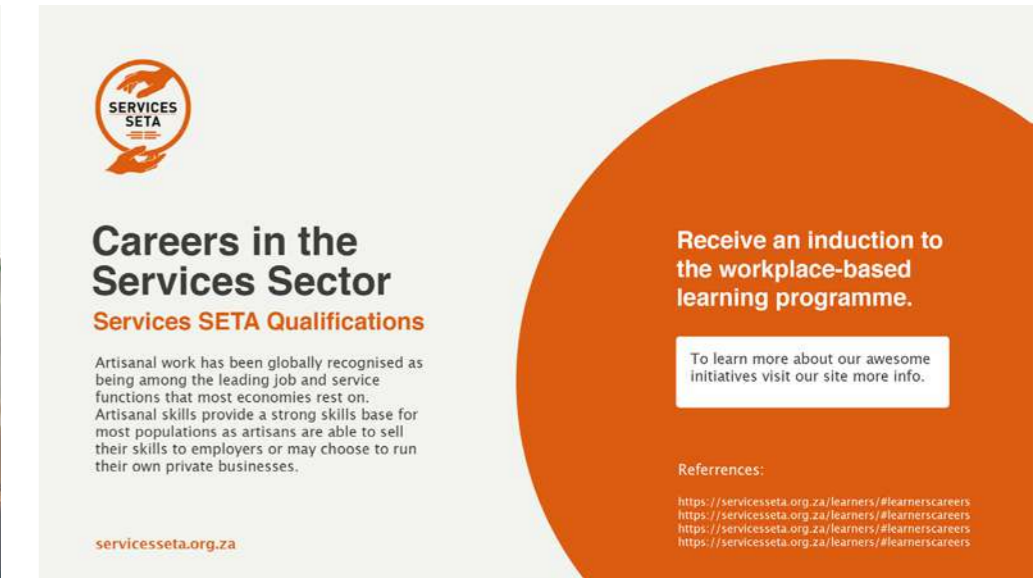 SERVICES
SETA
Careers in the
Services Sector
Services SETA Qualifications
Artisanal work has been globally recognised as
being among the leading job and service
functions that most economies rest on.
Artisanal skills provide a strong skills base for
most populations as artisans are able to sell
their skills to employers or may choose to run
their own private businesses.
servicesseta.org.za
Receive an induction to
the workplace-based
learning programme.
To learn more about our awesome
initiatives visit our site more info.
Referrences:
https://servicesseta.org.za/learners/#learnerscareers
https://servicesseta.org.za/learners/#learnerscareers
https://servicesseta.org.za/learners/#learnerscareers
https://servicesseta.org.za/learners/#learnerscareers